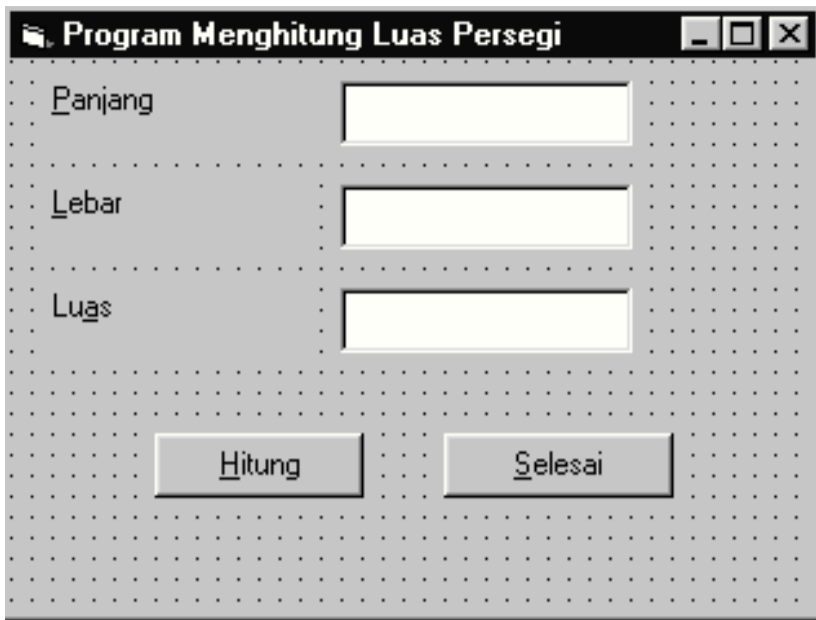 Program Menghitung Luas Persegi
Panjang
Lebar
Luas
Hitung Selesai